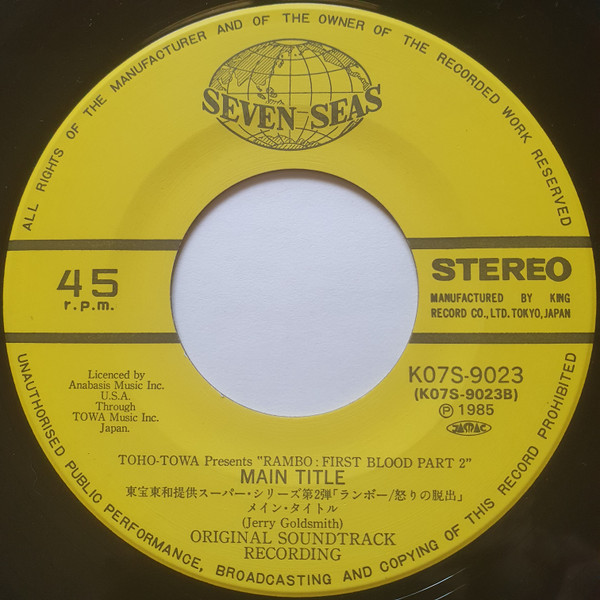 ALL RIGHTS OF THE MANUFACTURER AND OF THE OWNER OF THE RECORDED WORK RESERVED
SEVEN SEAS
45
r.p.m.
STEREO
MANUFACTURED BY KING
RECORD CO., LTD. TOKYO, JAPAN
Licenced by
Anabasis Music Inc.
U.S.A.
Through
TOWA Music Inc.
Japan.
K07S-9023
(K07S-9023B)
Ⓟ 1985
JASRAC
TOHO-TOWA Presents "RAMBO: FIRST BLOOD PART 2"
MAIN TITLE
東宝東和提供スーパー・シリーズ第2弾「ランボー/怒りの脱出」
メイン・タイトル
(Jerry Goldsmith)
ORIGINAL SOUNDTRACK
RECORDING
UNAUTHORISED PUBLIC PERFORMANCE, BROADCASTING AND COPYING OF THIS RECORD PROHIBITED